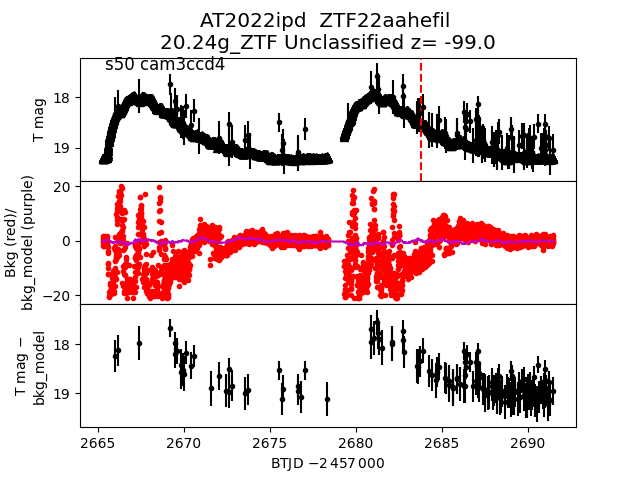 AT2022ipd  ZTF22aahefil
20.24g_ZTF Unclassified z= -99.0
s50 cam3ccd4
T mag
18
19
Bkg (red)/
bkg_model (purple)
20
0
−20
T mag −
bkg_model
18
19
2665 2670 2675 2680 2685 2690
BTJD −2 457 000